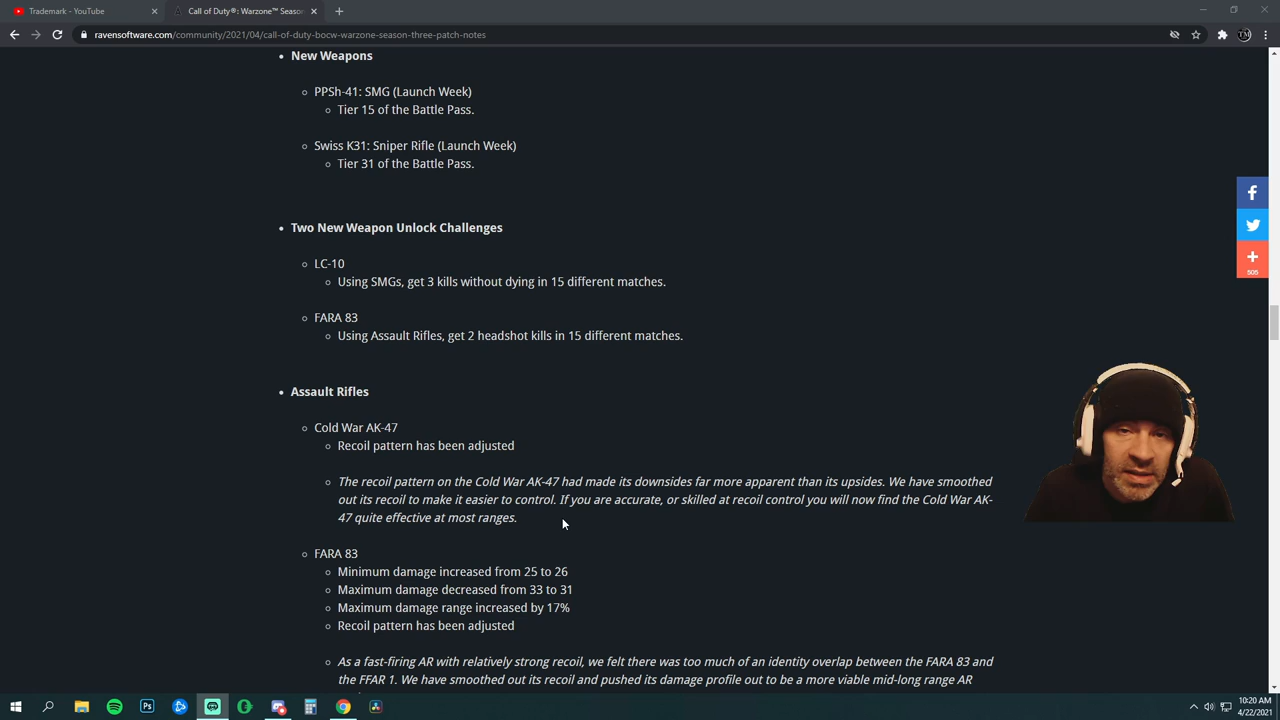 Trademark - YouTube
Call of Duty®: Warzone™ Season
ravensoftware.com/community/2021/04/call-of-duty-bocw-warzone-season-three-patch-notes
New Weapons
PPSh-41: SMG (Launch Week)
Tier 15 of the Battle Pass.
Swiss K31: Sniper Rifle (Launch Week)
Tier 31 of the Battle Pass.
Two New Weapon Unlock Challenges
LC-10
Using SMGs, get 3 kills without dying in 15 different matches.
FARA 83
Using Assault Rifles, get 2 headshot kills in 15 different matches.
Assault Rifles
Cold War AK-47
Recoil pattern has been adjusted
The recoil pattern on the Cold War AK-47 had made its downsides far more apparent than its upsides. We have smoothed
out its recoil to make it easier to control. If you are accurate, or skilled at recoil control you will now find the Cold War AK-
47 quite effective at most ranges.
FARA 83
Minimum damage increased from 25 to 26
Maximum damage decreased from 33 to 31
Maximum damage range increased by 17%
Recoil pattern has been adjusted
As a fast-firing AR with relatively strong recoil, we felt there was too much of an identity overlap between the FARA 83 and
the FFAR 1. We have smoothed out its recoil and pushed its damage profile out to be a more viable mid-long range AR
505
Ps
10:20 AM
4/22/2021